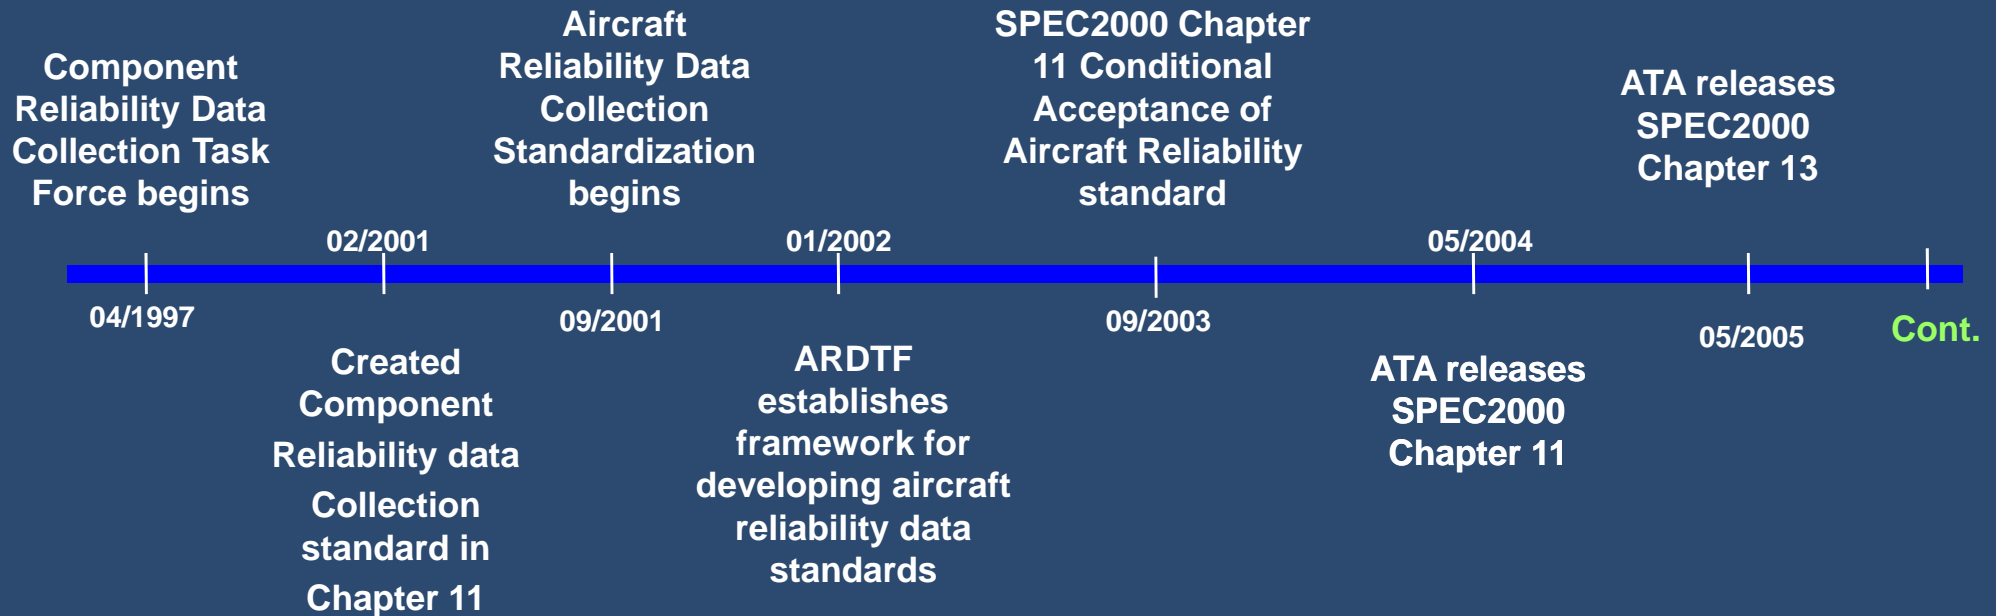 Component
Reliability Data
Collection Task
Force begins
04/1997
02/2001
Created
Component
Reliability data
Collection
standard in
Chapter 11
Aircraft
Reliability Data
Collection
Standardization
begins
09/2001
01/2002
ARDTF
establishes
framework for
developing aircraft
reliability data
standards
SPEC2000 Chapter
11 Conditional
Acceptance of
Aircraft Reliability
standard
09/2003
05/2004
ATA releases
SPEC2000
Chapter 11
ATA releases
SPEC2000
Chapter 13
05/2005
Cont.